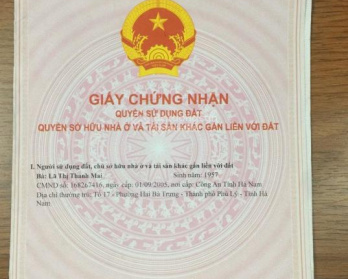 GIẤY CHỨNG NHẬN
QUYỀN SỬ DỤNG ĐẤT
QUYỀN SỞ HỮU NHÀ Ở VÀ TÀI SẢN KHÁC GẮN LIỀN VỚI ĐẤT
I. Người sử dụng đất, chủ sở hữu nhà ở và tài sản khác gắn liền với đất
Bà: Lã Thị Thanh Mai Sinh năm: 1957
CMND số: 168267416, ngày cấp: 01/09/2005, nơi cấp: Công An Tỉnh Hà Nam
Địa chỉ thường trú: Tổ 17 - Phường Hai Bà Trưng - Thành phố Phủ Lý - Tỉnh Hà
Nam